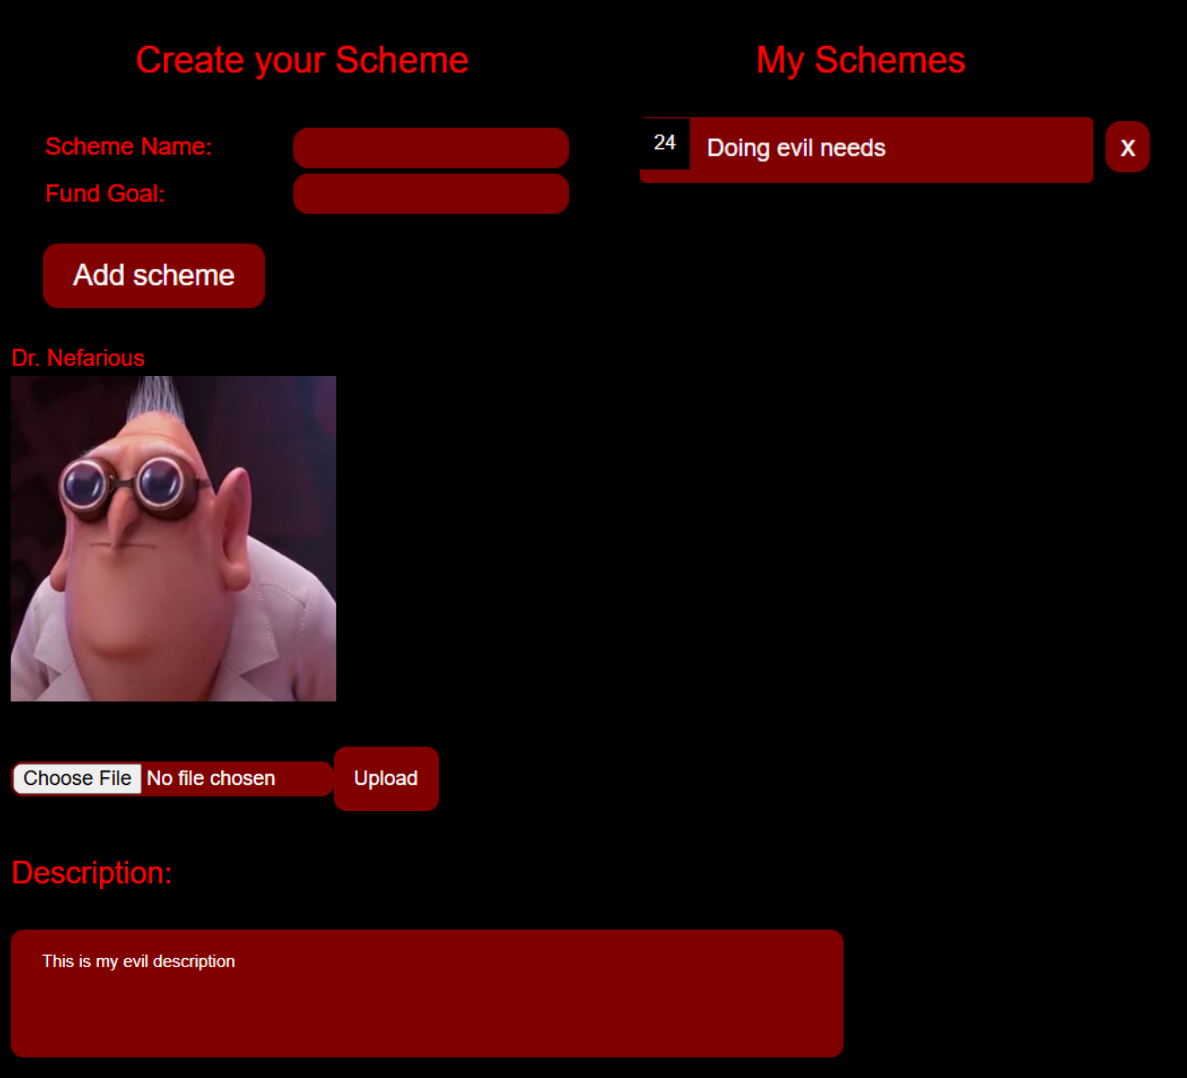 Create your Scheme
Scheme Name:
Fund Goal:
Add scheme
My Schemes
24 Doing evil needs X
Dr. Nefarious
Choose File No file chosen Upload
Description:
This is my evil description